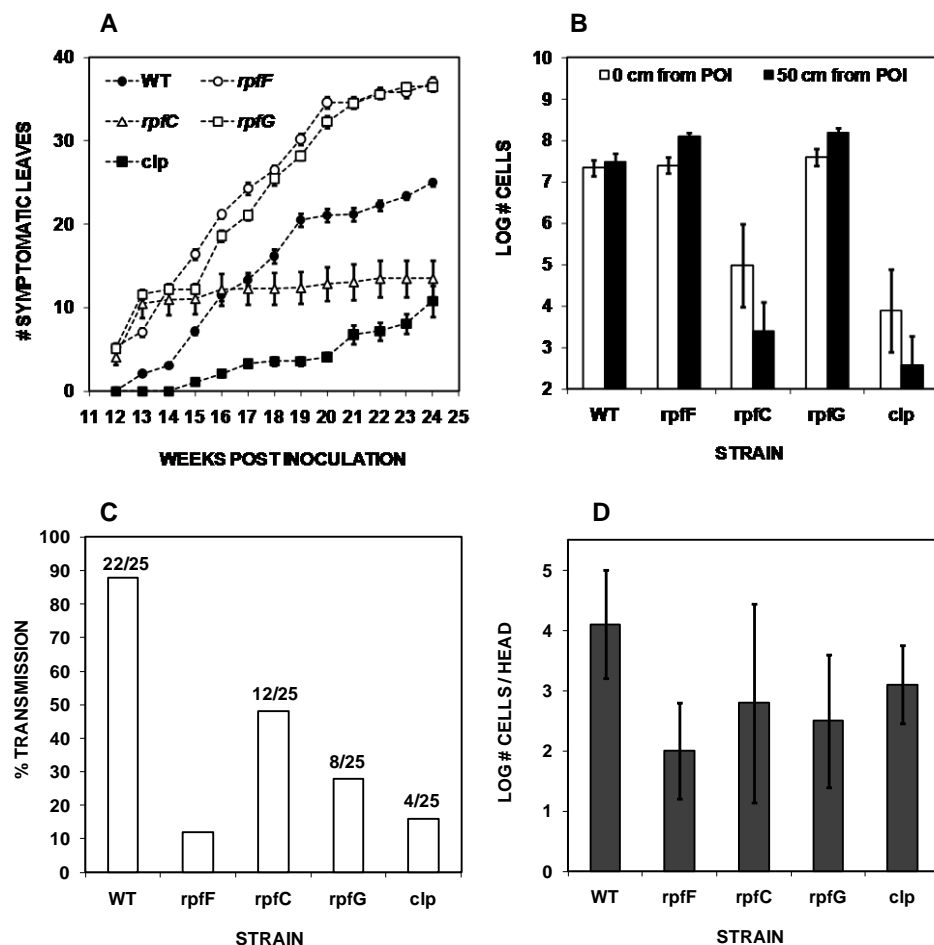 A
40
30
20
10
0
WT
rpfF
rpfC
rpfG
clp
# SYMPTOMATIC LEAVES
11 12 13 14 15 16 17 18 19 20 21 22 23 24 25
WEEKS POST INOCULATION
B
10
9
8
7
6
5
4
3
2
0 cm from POI
50 cm from POI
LOG # CELLS
WT rpfF rpfC rpfG clp
STRAIN
C
100
90
80
70
60
50
40
30
20
10
0
22/25
12/25
8/25
4/25
% TRANSMISSION
WT rpfF rpfC rpfG clp
STRAIN
D
5
4
3
2
1
0
LOG # CELLS / HEAD
WT rpfF rpfC rpfG clp
STRAIN